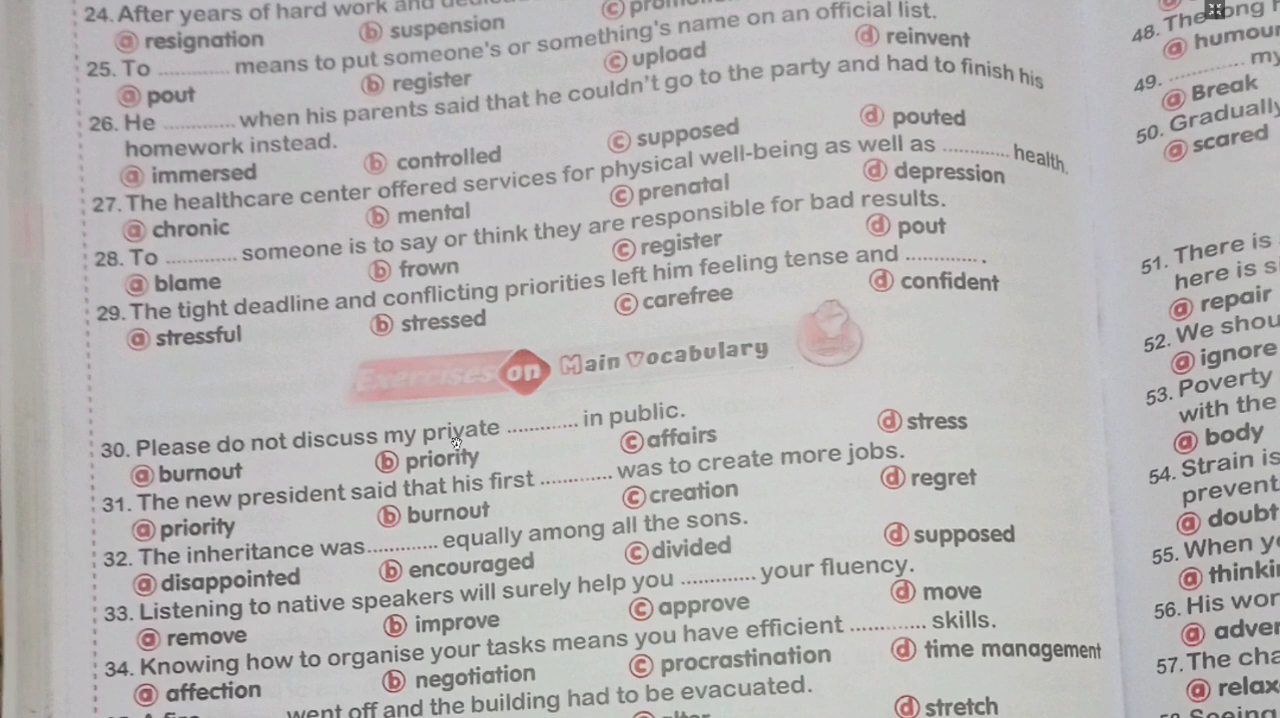 24. After years of hard work and
ⓐ resignation ⓑ suspension ⓒ
25. To ............ means to put someone's or something's name on an official list.
ⓐ pout ⓑ register ⓒ upload ⓓ reinvent
26. He ............ when his parents said that he couldn't go to the party and had to finish his
homework instead.
ⓐ immersed ⓑ controlled ⓒ supposed ⓓ pouted
27. The healthcare center offered services for physical well-being as well as ............ health.
ⓐ chronic ⓑ mental ⓒ prenatal ⓓ depression
28. To ............ someone is to say or think they are responsible for bad results.
ⓐ blame ⓑ frown ⓒ register ⓓ pout
29. The tight deadline and conflicting priorities left him feeling tense and ............ .
ⓐ stressful ⓑ stressed ⓒ carefree ⓓ confident
Exercises on Main Vocabulary
30. Please do not discuss my private ............ in public.
ⓐ burnout ⓑ priority ⓒ affairs ⓓ stress
31. The new president said that his first ............ was to create more jobs.
ⓐ priority ⓑ burnout ⓒ creation ⓓ regret
32. The inheritance was ............ equally among all the sons.
ⓐ disappointed ⓑ encouraged ⓒ divided ⓓ supposed
33. Listening to native speakers will surely help you ............ your fluency.
ⓐ remove ⓑ improve ⓒ approve ⓓ move
34. Knowing how to organise your tasks means you have efficient ............ skills.
ⓐ affection ⓑ negotiation ⓒ procrastination ⓓ time management
went off and the building had to be evacuated.
ⓓ stretch
48. The
ⓐ humour
49. ............ my
ⓐ Break
50. Gradually
ⓐ scared
51. There is
here is
ⓐ repair
52. We
ⓐ ignore
53. Poverty
with the
ⓐ body
54. Strain is
prevent
ⓐ doubt
55. When
ⓐ
56. His
ⓐ
57. The
ⓐ relax
Seeing